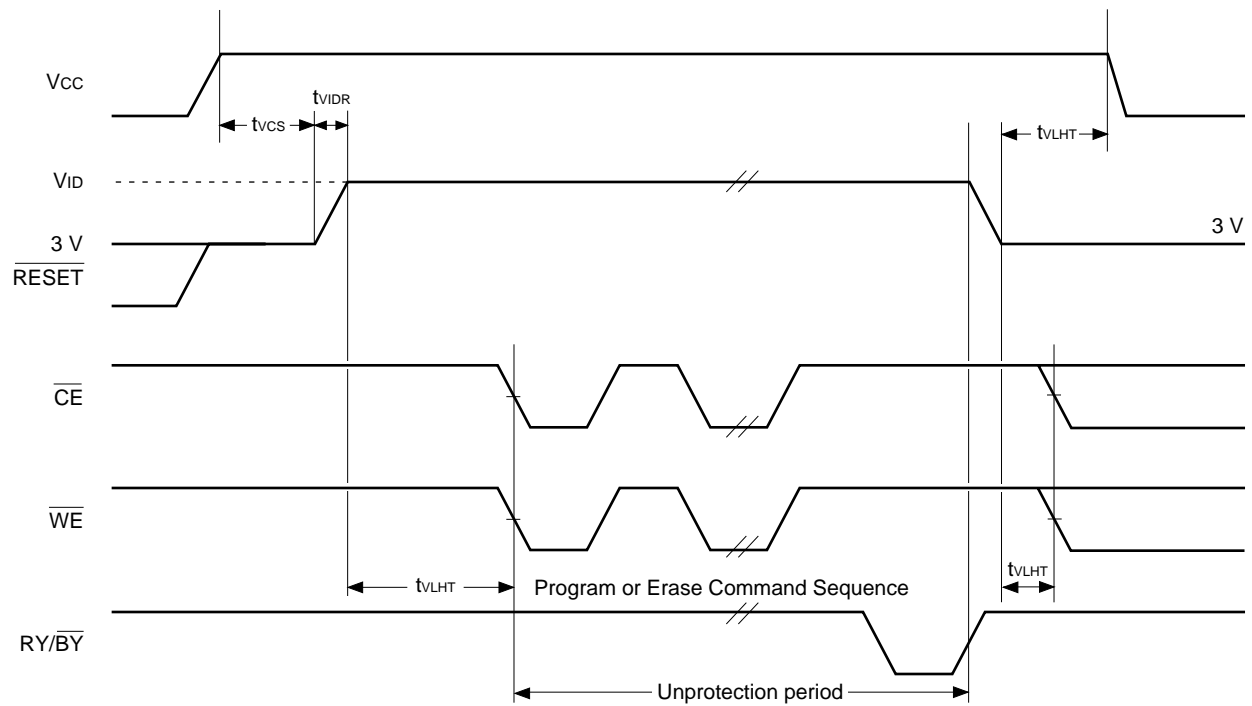 VCC
tVIDR
tVCS
tVLHT
VID
3 V
3 V
RESET
CE
WE
tVLHT
Program or Erase Command Sequence
tVLHT
RY/BY
Unprotection period